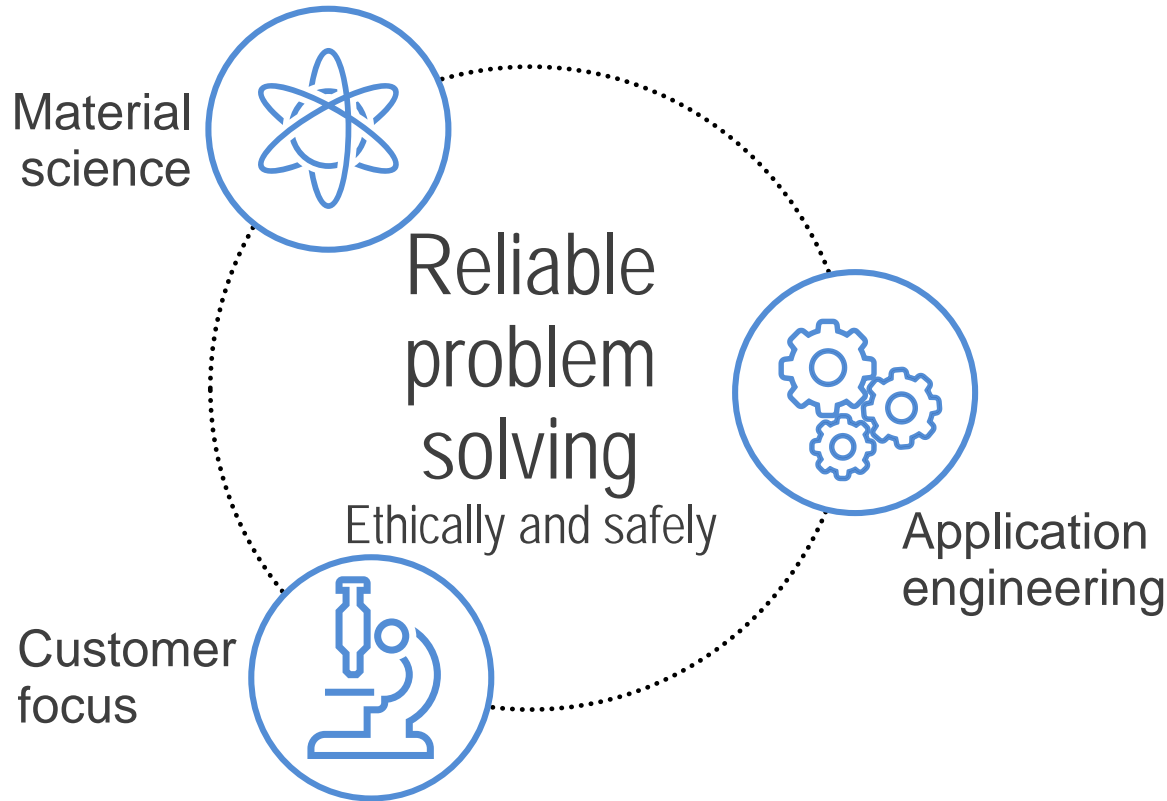 Material
science
Reliable
problem
solving
Ethically and safely
Application
engineering
Customer
focus